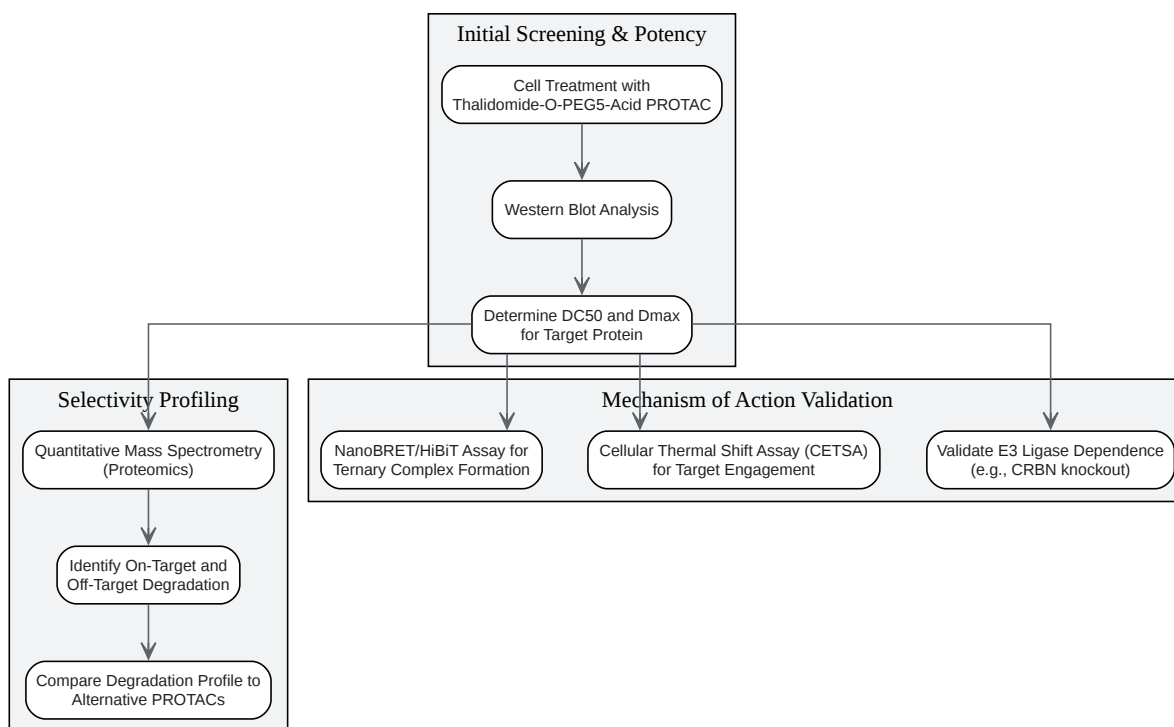 Initial Screening & Potency
Cell Treatment with
Thalidomide-O-PEG5-Acid PROTAC
Western Blot Analysis
Determine DC50 and Dmax
for Target Protein
Selectivity Profiling
Quantitative Mass Spectrometry
(Proteomics)
Identify On-Target and
Off-Target Degradation
Compare Degradation Profile to
Alternative PROTACs
Mechanism of Action Validation
NanoBRET/HiBiT Assay for
Ternary Complex Formation
Cellular Thermal Shift Assay (CETSA)
for Target Engagement
Validate E3 Ligase Dependence
(e.g., CRBN knockout)